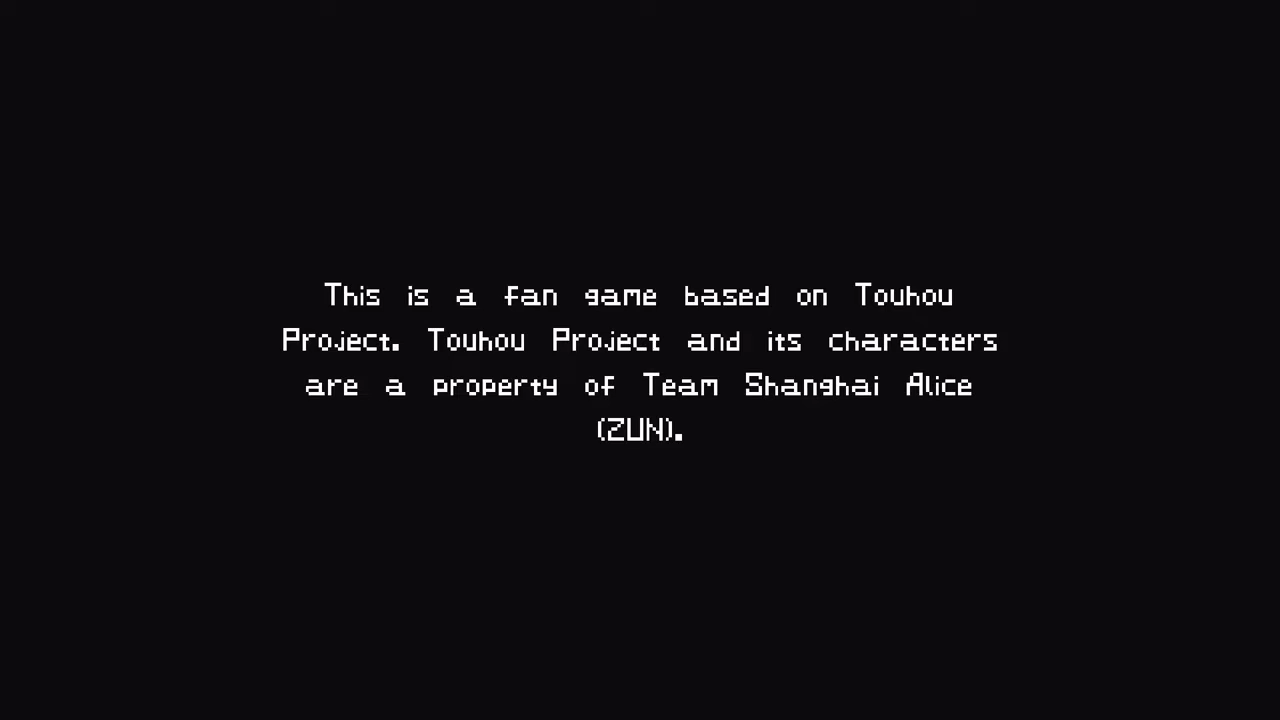 This is a fan game based on Touhou
Project. Touhou Project and its characters
are a property of Team Shanghai Alice
(ZUN).